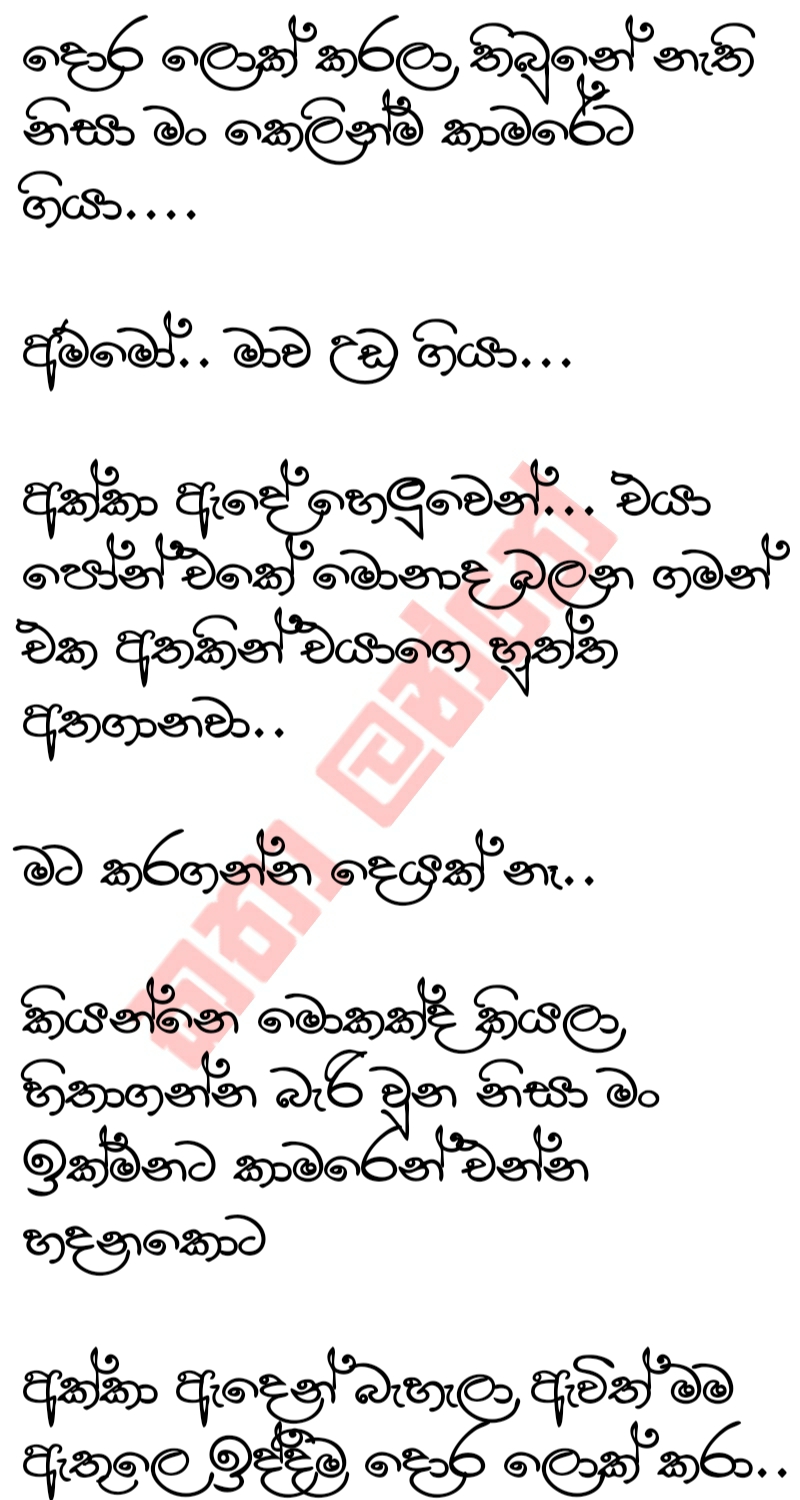 දොර ලොක් කරලා තිබුනේ නැති
නිසා මං කෙලින්ම කාමරේට
ගියා....
අම්මෝ.. මාව උඩ ගියා...
අක්කා ඇඳේ හෙලුවෙන්... එයා
පෝන් එකේ මොනාද බලන ගමන්
එක අතකින් එයාගෙ හුත්ත
අතගානවා..
මට කරගන්න දෙයක් නෑ..
කියන්නෙ මොකක්ද කියලා
හිතාගන්න බැරි වුන නිසා මං
ඉක්මනට කාමරෙන් එන්න
හදනකොට
අක්කා ඇඳෙන් බැහැලා ඇවිත් මම
ඇතුලෙ ඉද්දිම දොර ලොක් කරා..